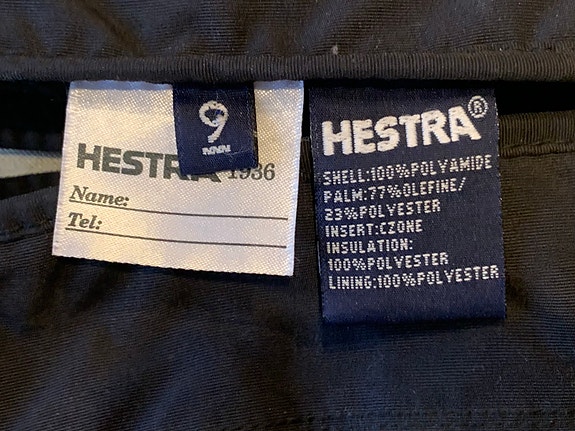 9
HESTRA 1936
Name:
Tel:
HESTRA®
SHELL:100%POLYAMIDE
PALM:77%OLEFINE/
23%POLYESTER
INSERT:CZONE
INSULATION:
100%POLYESTER
LINING:100%POLYESTER